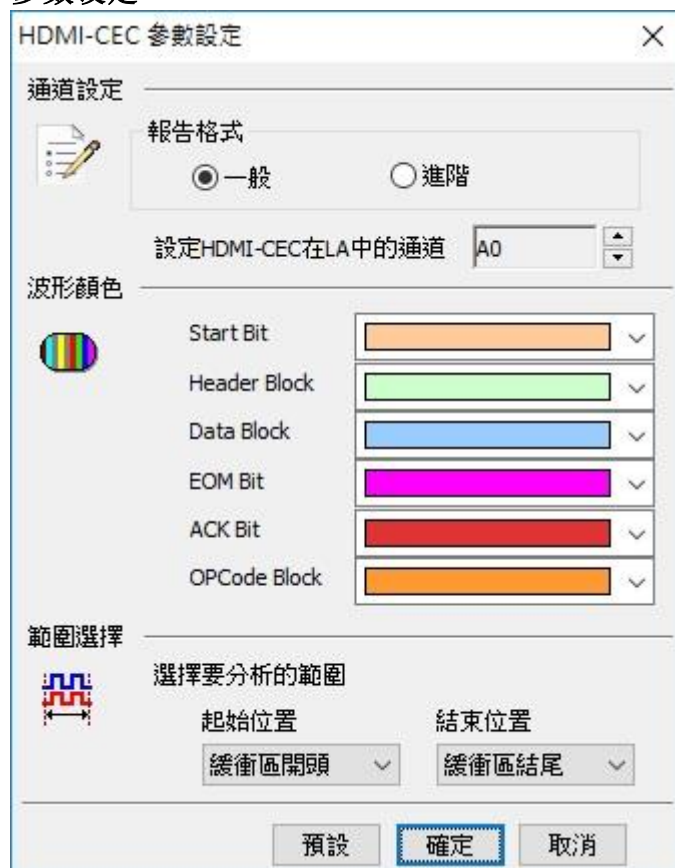 HDMI-CEC 參數設定
通道設定
報告格式
一般 進階
設定HDMI-CEC在LA中的通道 A0
波形顏色
Start Bit
Header Block
Data Block
EOM Bit
ACK Bit
OPCode Block
範圍選擇
選擇要分析的範圍
起始位置 結束位置
緩衝區開頭 緩衝區結尾
預設 確定 取消